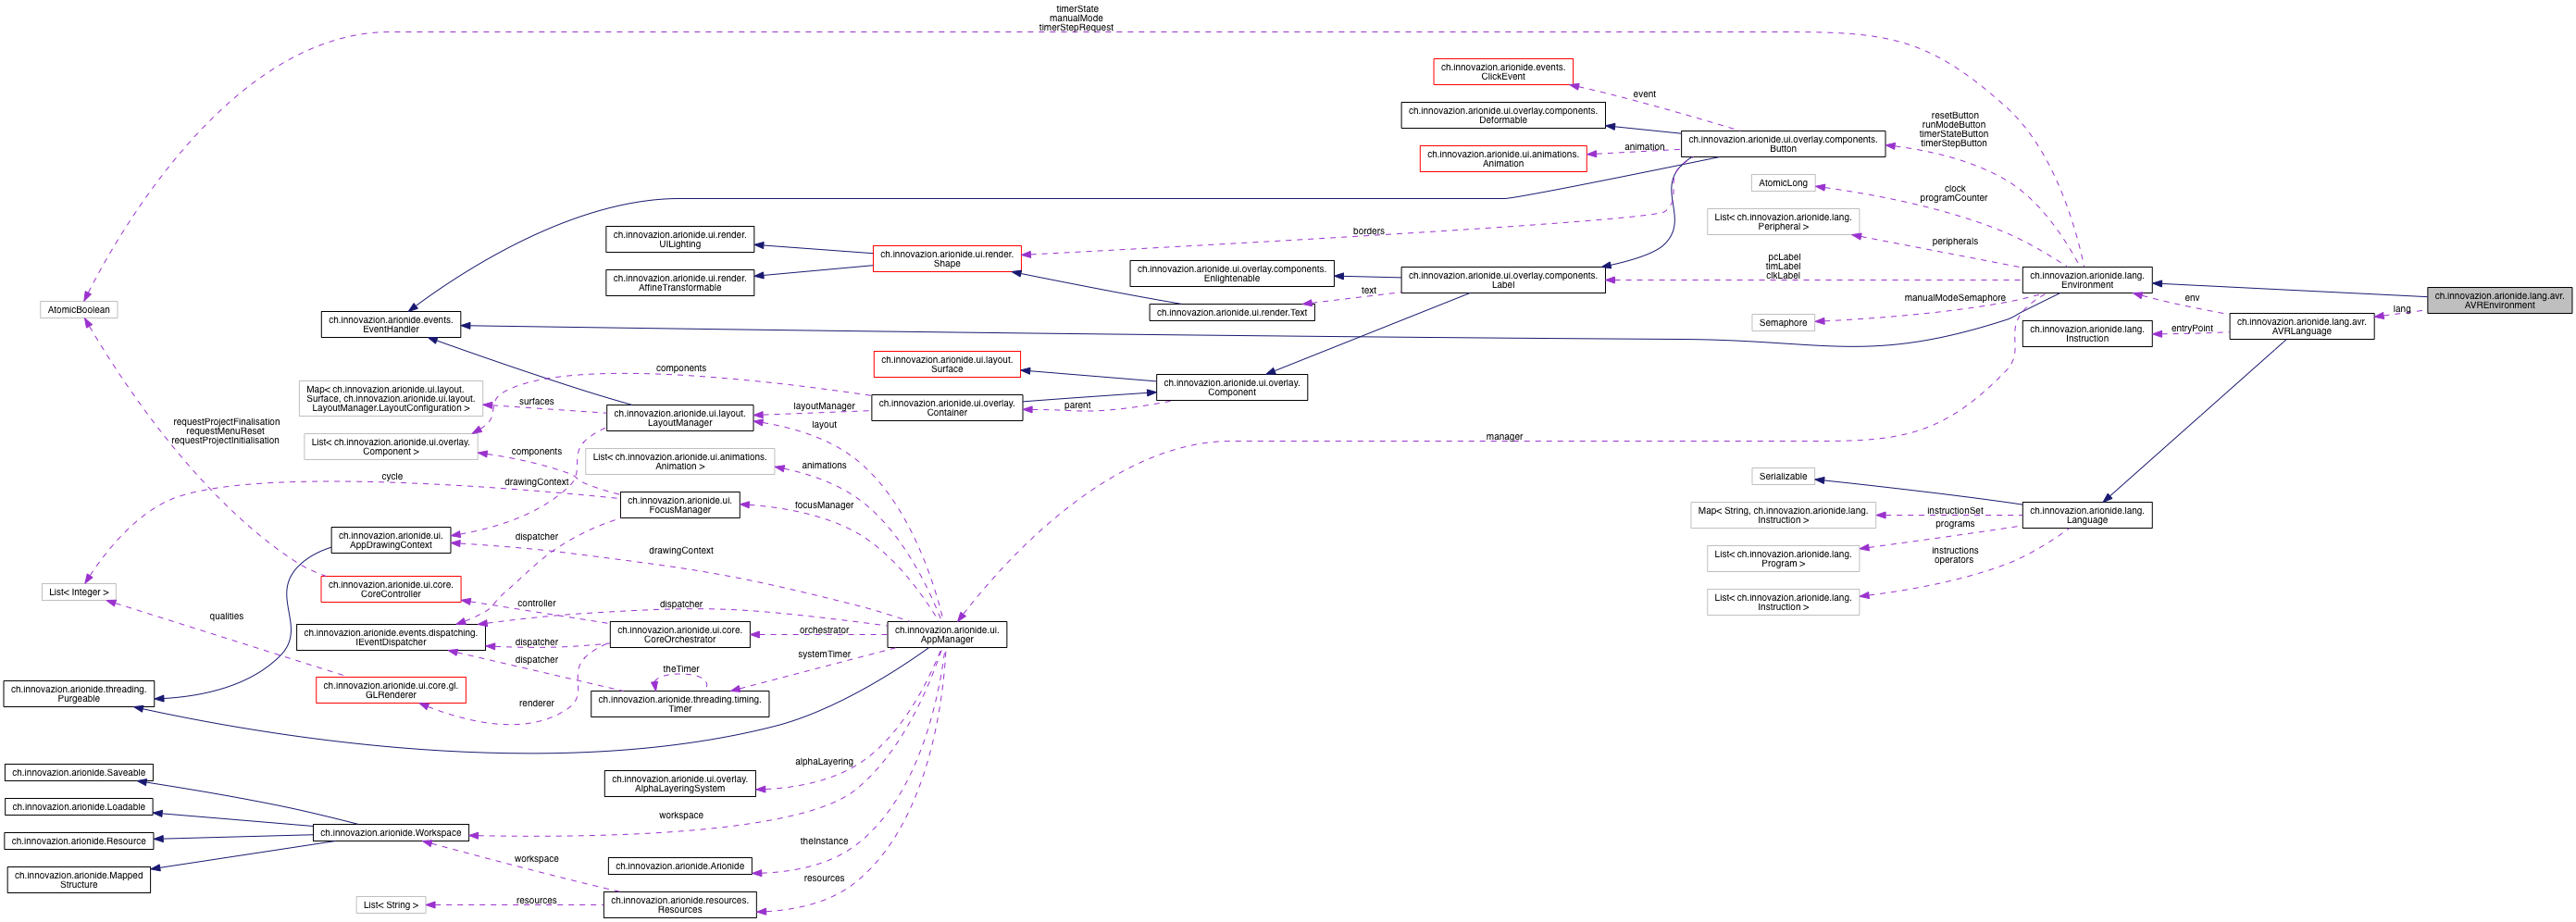 timerState
manualMode
timerStepRequest
ch.innovazion.arionide.events.
ClickEvent
event
ch.innovazion.arionide.ui.overlay.components.
Deformable
resetButton
runModeButton
timerStateButton
timerStepButton
ch.innovazion.arionide.ui.overlay.components.
Button
animation
ch.innovazion.arionide.ui.animations.
Animation
AtomicLong
clock
programCounter
List< ch.innovazion.arionide.lang.
Peripheral >
peripherals
borders
ch.innovazion.arionide.ui.render.
UILighting
ch.innovazion.arionide.ui.render.
Shape
ch.innovazion.arionide.ui.render.
AffineTransformable
ch.innovazion.arionide.ui.overlay.components.
Enlightenable
ch.innovazion.arionide.ui.overlay.components.
Label
pcLabel
timLabel
clkLabel
ch.innovazion.arionide.lang.
Environment
text
ch.innovazion.arionide.ui.render.Text
manualModeSemaphore
Semaphore
env
ch.innovazion.arionide.lang.avr.
AVREnvironment
lang
ch.innovazion.arionide.lang.avr.
AVRLanguage
entryPoint
ch.innovazion.arionide.lang.
Instruction
AtomicBoolean
ch.innovazion.arionide.events.
EventHandler
ch.innovazion.arionide.ui.layout.
Surface
components
ch.innovazion.arionide.ui.overlay.
Component
Map< ch.innovazion.arionide.ui.layout.
Surface, ch.innovazion.arionide.ui.layout.
LayoutManager.LayoutConfiguration >
surfaces
ch.innovazion.arionide.ui.layout.
LayoutManager
layoutManager
ch.innovazion.arionide.ui.overlay.
Container
parent
layout
requestProjectFinalisation
requestMenuReset
requestProjectInitialisation
List< ch.innovazion.arionide.ui.overlay.
Component >
components
manager
List< ch.innovazion.arionide.ui.animations.
Animation >
animations
cycle
drawingContext
ch.innovazion.arionide.ui.
FocusManager
focusManager
Serializable
Map< String, ch.innovazion.arionide.lang.
Instruction >
instructionSet
programs
ch.innovazion.arionide.lang.
Language
ch.innovazion.arionide.ui.
AppDrawingContext
dispatcher
drawingContext
List< ch.innovazion.arionide.lang.
Program >
instructions
operators
List< Integer >
ch.innovazion.arionide.ui.core.
CoreController
controller
dispatcher
List< ch.innovazion.arionide.lang.
Instruction >
qualities
ch.innovazion.arionide.events.dispatching.
IEventDispatcher
dispatcher
ch.innovazion.arionide.ui.core.
CoreOrchestrator
orchestrator
ch.innovazion.arionide.ui.
AppManager
dispatcher
systemTimer
theTimer
ch.innovazion.arionide.threading.
Purgeable
ch.innovazion.arionide.ui.core.gl.
GLRenderer
renderer
ch.innovazion.arionide.threading.timing.
Timer
ch.innovazion.arionide.Saveable
ch.innovazion.arionide.ui.overlay.
AlphaLayeringSystem
alphaLayering
ch.innovazion.arionide.Loadable
workspace
ch.innovazion.arionide.Resource
ch.innovazion.arionide.Workspace
theInstance
workspace
ch.innovazion.arionide.Arionide
ch.innovazion.arionide.Mapped
Structure
resources
List< String >
resources
ch.innovazion.arionide.resources.
Resources